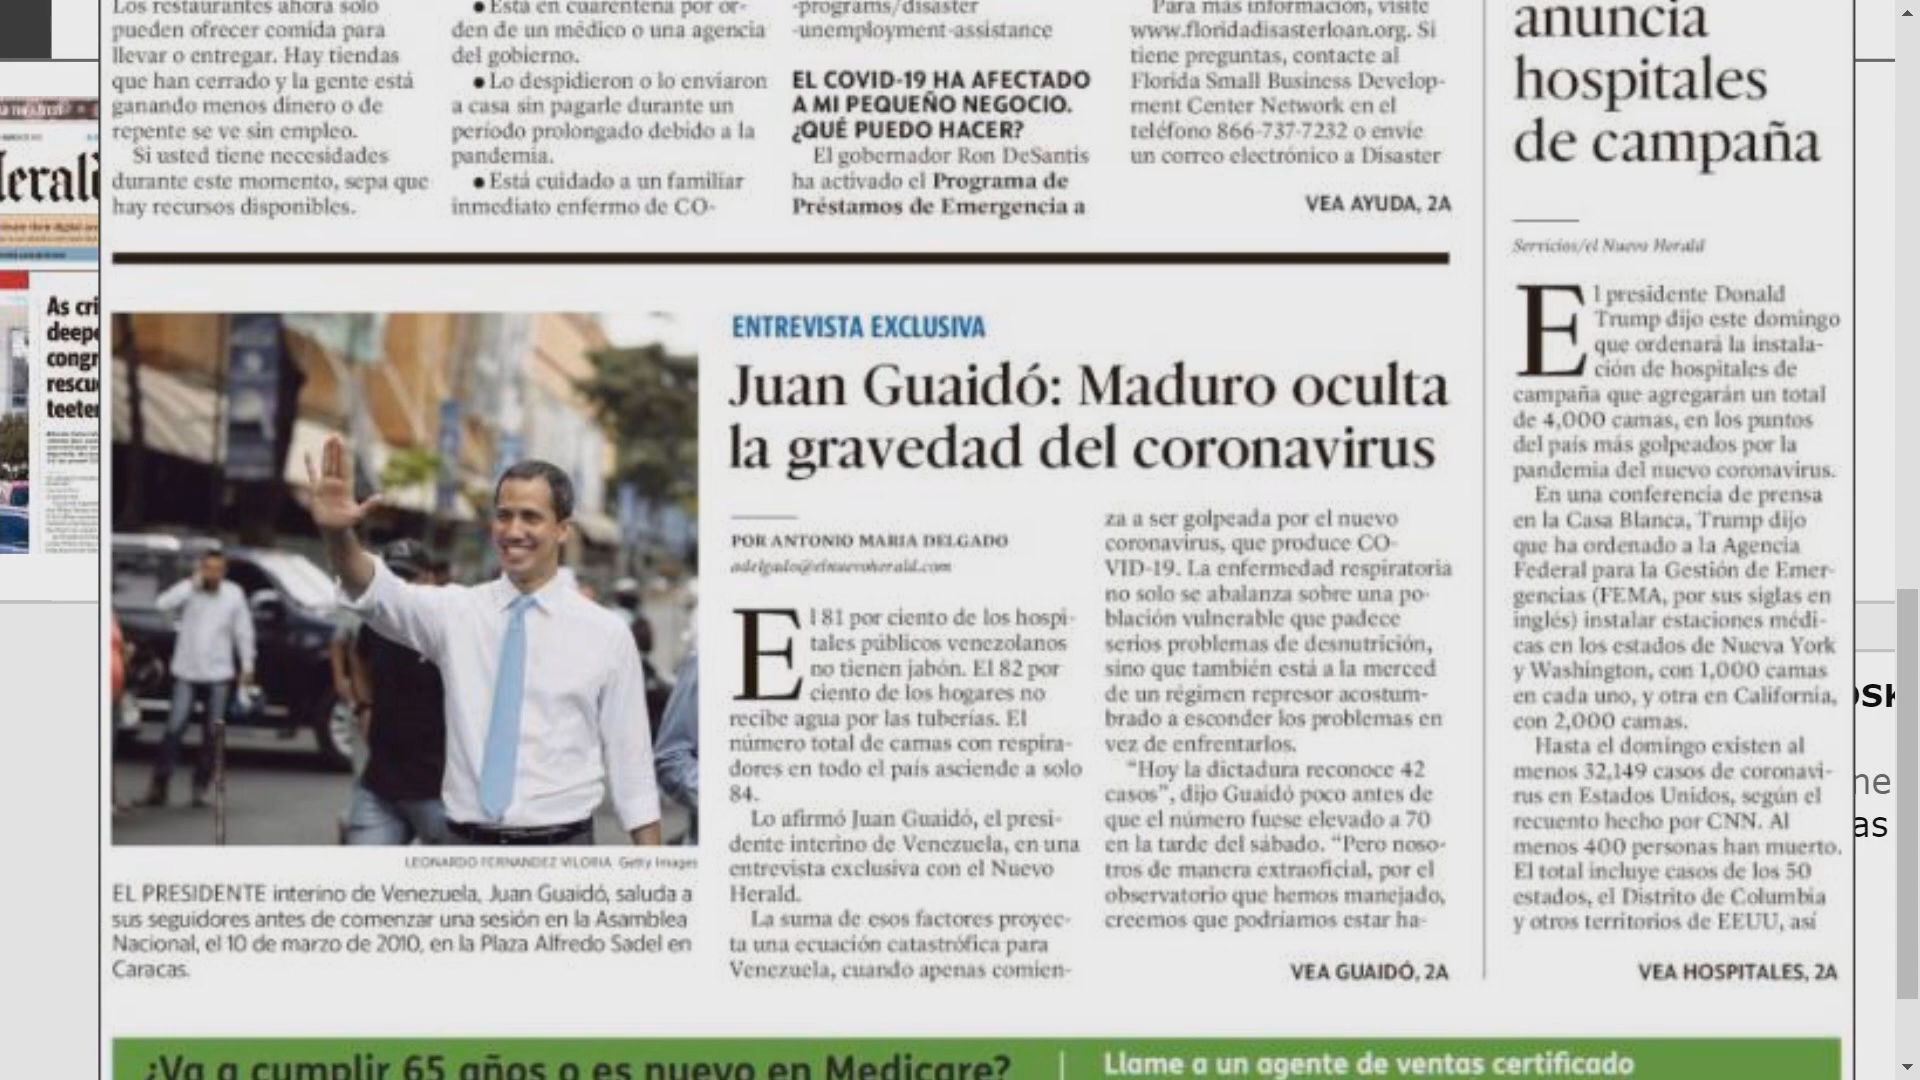 Los restaurantes ahora solo
pueden ofrecer comida para
llevar o entregar. Hay tiendas
que han cerrado y la gente está
ganando menos dinero o de
repente se ve sin empleo.
Si usted tiene necesidades
durante este momento, sepa que
hay recursos disponibles.
● Está en cuarentena por or-
den de un médico o una agencia
del gobierno.
● Lo despidieron o lo enviaron
a casa sin pagarle durante un
período prolongado debido a la
pandemia.
● Está cuidado a un familiar
inmediato enfermo de CO-
-programs/disaster
-unemployment-assistance
EL COVID-19 HA AFECTADO
A MI PEQUEÑO NEGOCIO.
¿QUÉ PUEDO HACER?
El gobernador Ron DeSantis
ha activado el Programa de
Préstamos de Emergencia a
Para más información, visite
www.floridadisasterloan.org. Si
tiene preguntas, contacte al
Florida Small Business Develop-
ment Center Network en el
teléfono 866-737-7232 o envíe
un correo electrónico a Disaster
VEA AYUDA, 2A
anuncia
hospitales
de campaña
Servicios/el Nuevo Herald
El presidente Donald
Trump dijo este domingo
que ordenará la instala-
ción de hospitales de
campaña que agregarán un total
de 4,000 camas, en los puntos
del país más golpeados por la
pandemia del nuevo coronavirus.
En una conferencia de prensa
en la Casa Blanca, Trump dijo
que ha ordenado a la Agencia
Federal para la Gestión de Emer-
gencias (FEMA, por sus siglas en
inglés) instalar estaciones médi-
cas en los estados de Nueva York
y Washington, con 1,000 camas
en cada uno, y otra en California,
con 2,000 camas.
Hasta el domingo existen al
menos 32,149 casos de coronavi-
rus en Estados Unidos, según el
recuento hecho por CNN. Al
menos 400 personas han muerto.
El total incluye casos de los 50
estados, el Distrito de Columbia
y otros territorios de EEUU, así
VEA HOSPITALES, 2A
As cri
deepe
congr
rescu
teeter
LEONARDO FERNANDEZ VILORIA Getty Images
EL PRESIDENTE interino de Venezuela, Juan Guaidó, saluda a
sus seguidores antes de comenzar una sesión en la Asamblea
Nacional, el 10 de marzo de 2010, en la Plaza Alfredo Sadel en
Caracas.
ENTREVISTA EXCLUSIVA
Juan Guaidó: Maduro oculta
la gravedad del coronavirus
POR ANTONIO MARIA DELGADO
adelgado@elnuevoherald.com
El 81 por ciento de los hospi-
tales públicos venezolanos
no tienen jabón. El 82 por
ciento de los hogares no
recibe agua por las tuberías. El
número total de camas con respira-
dores en todo el país asciende a solo
84.
Lo afirmó Juan Guaidó, el presi-
dente interino de Venezuela, en una
entrevista exclusiva con el Nuevo
Herald.
La suma de esos factores proyec-
ta una ecuación catastrófica para
Venezuela, cuando apenas comien-
za a ser golpeada por el nuevo
coronavirus, que produce CO-
VID-19. La enfermedad respiratoria
no solo se abalanza sobre una po-
blación vulnerable que padece
serios problemas de desnutrición,
sino que también está a la merced
de un régimen represor acostum-
brado a esconder los problemas en
vez de enfrentarlos.
“Hoy la dictadura reconoce 42
casos”, dijo Guaidó poco antes de
que el número fuese elevado a 70
en la tarde del sábado. “Pero noso-
tros de manera extraoficial, por el
observatorio que hemos manejado,
creemos que podríamos estar ha-
VEA GUAIDÓ, 2A
¿Va a cumplir 65 años o es nuevo en Medicare?
Llame a un agente de ventas certificado